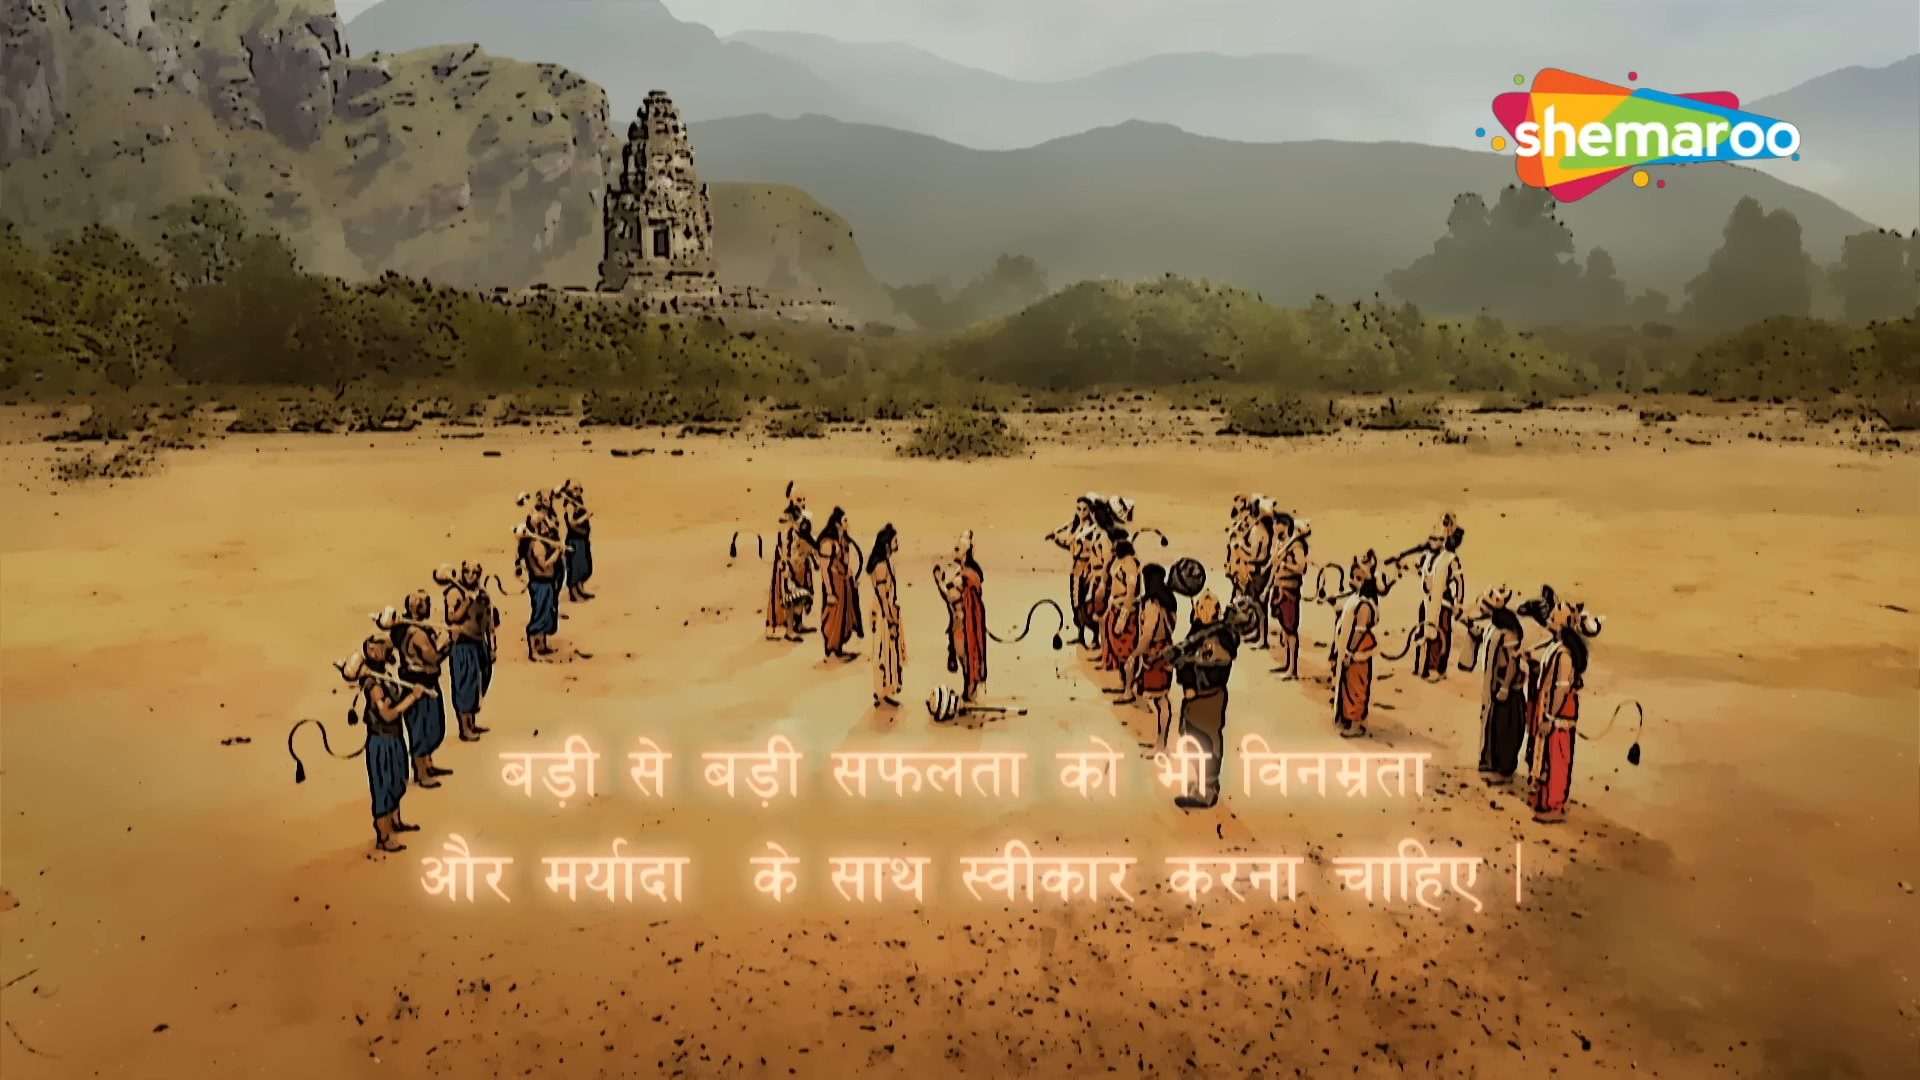 shemaroo
बड़ी से बड़ी सफलता को भी विनम्रता
और मर्यादा के साथ स्वीकार करना चाहिए |